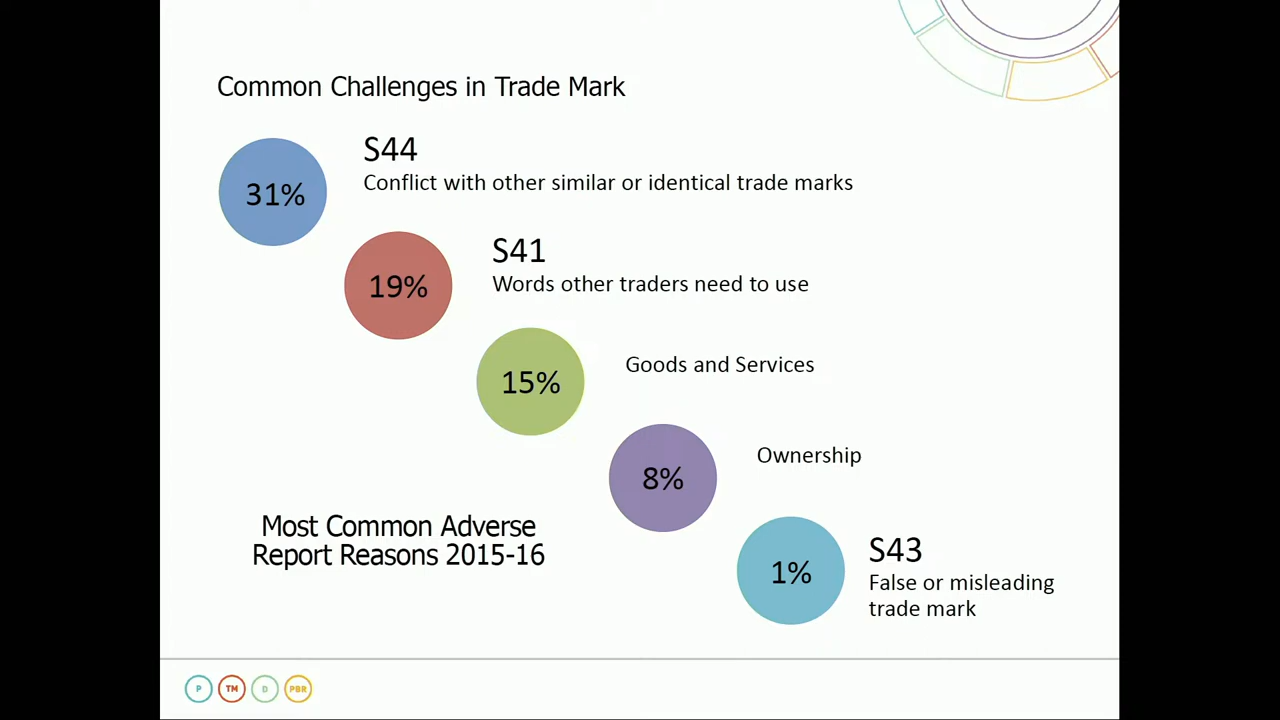 Common Challenges in Trade Mark
31%
S44
Conflict with other similar or identical trade marks
19%
S41
Words other traders need to use
15%
Goods and Services
8%
Ownership
Most Common Adverse
Report Reasons 2015-16
1%
S43
False or misleading
trade mark
P TM D PBR